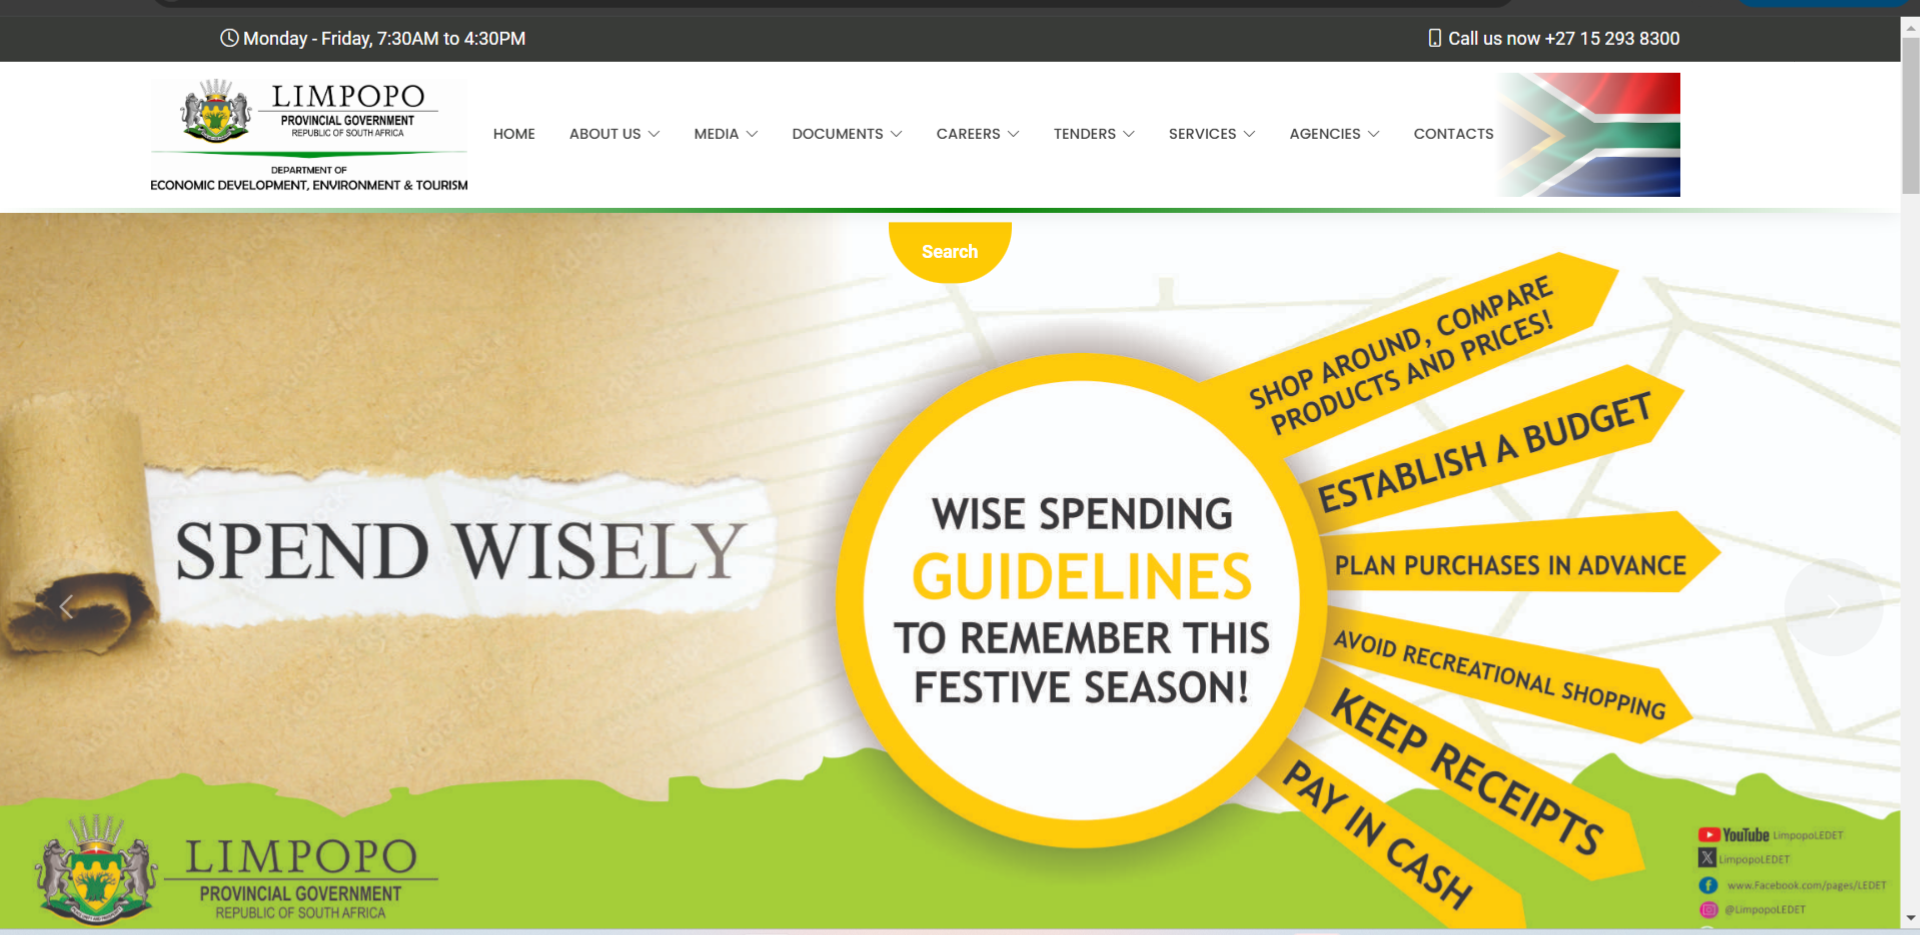 Monday - Friday, 7:30AM to 4:30PM
Call us now +27 15 293 8300
LIMPOPO
PROVINCIAL GOVERNMENT
REPUBLIC OF SOUTH AFRICA
DEPARTMENT OF
ECONOMIC DEVELOPMENT, ENVIRONMENT & TOURISM
HOME
ABOUT US
MEDIA
DOCUMENTS
CAREERS
TENDERS
SERVICES
AGENCIES
CONTACTS
Search
SPEND WISELY
WISE SPENDING
GUIDELINES
TO REMEMBER THIS
FESTIVE SEASON!
SHOP AROUND, COMPARE
PRODUCTS AND PRICES!
ESTABLISH A BUDGET
PLAN PURCHASES IN ADVANCE
AVOID RECREATIONAL SHOPPING
KEEP RECEIPTS
PAY IN CASH
LIMPOPO
PROVINCIAL GOVERNMENT
REPUBLIC OF SOUTH AFRICA
YouTube LimpopoLEDET
LimpopoLEDET
www.Facebook.com/pages/LEDET
@LimpopoLEDET